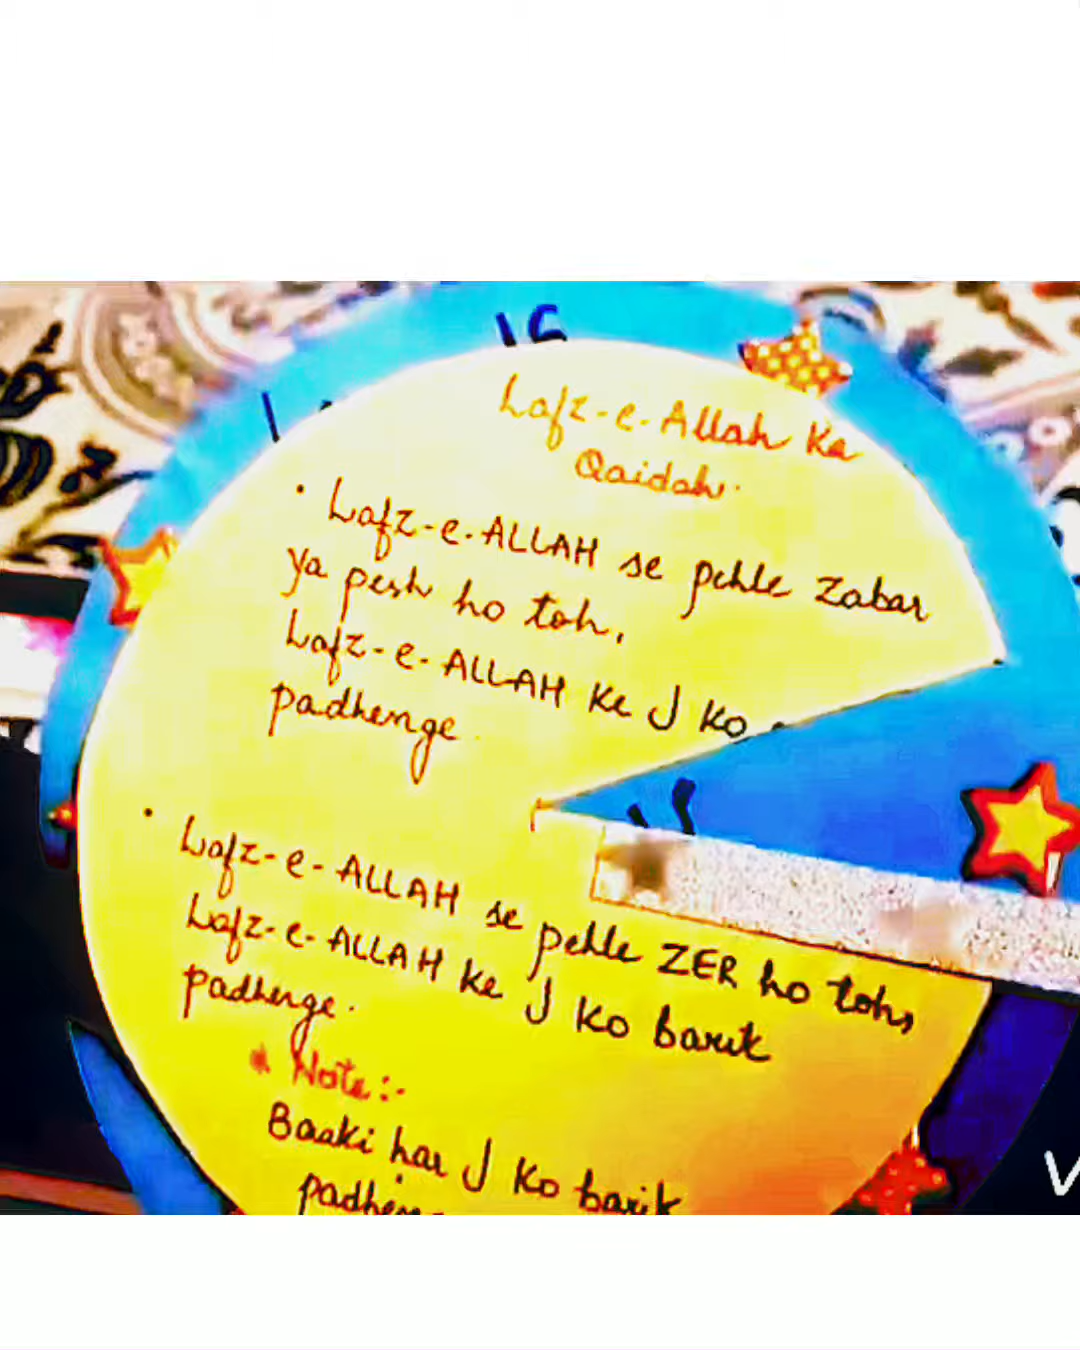 Lafz-e-Allah Ka
Qaidah.
• Lafz-e-ALLAH se pehle zabar
ya pesh ho toh,
Lafz-e-ALLAH ke ل ko
padhenge.
• Lafz-e-ALLAH se pehle ZER ho toh,
Lafz-e-ALLAH ke ل ko barik
padhenge.
* Note:-
Baaki har ل ko barik